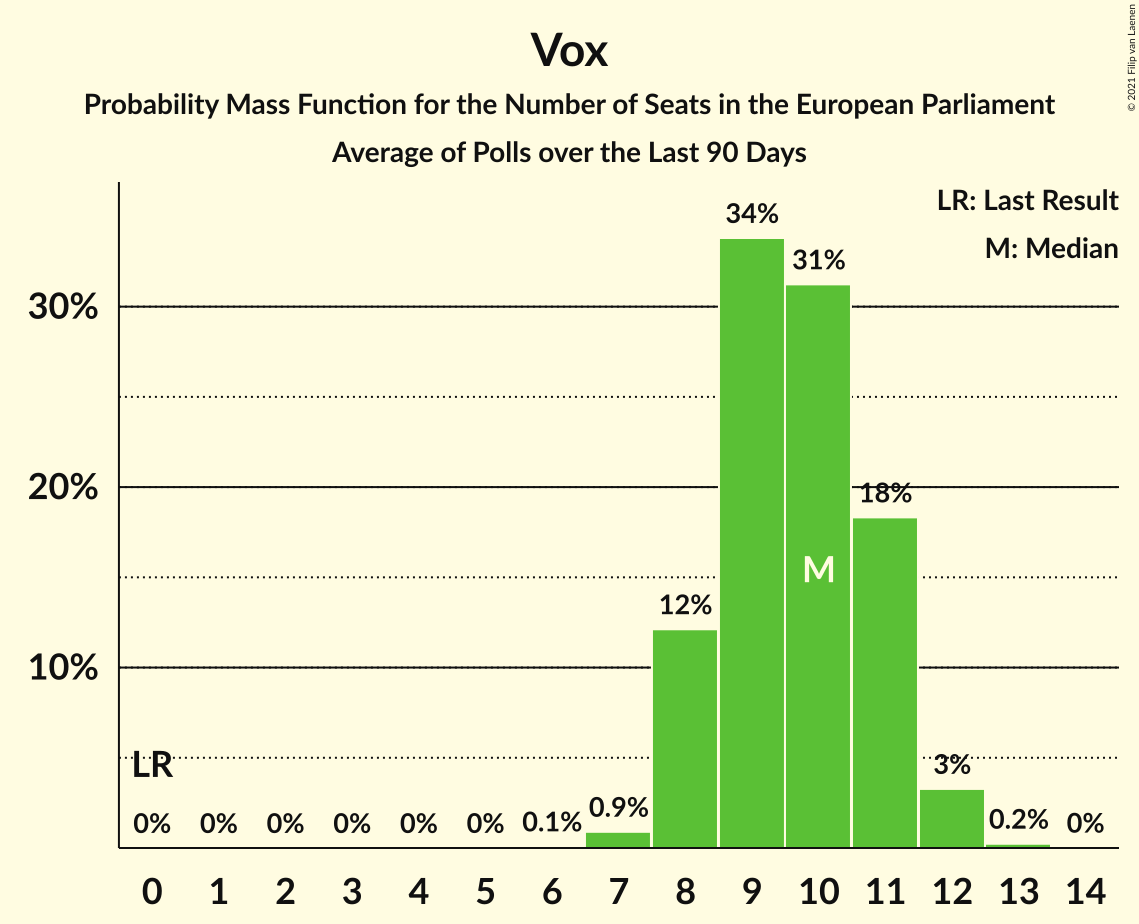 © 2021 Filip van Laenen
Vox
Probability Mass Function for the Number of Seats in the European Parliament
Average of Polls over the Last 90 Days
LR: Last Result
M: Median
34%
31%
30%
20%
18%
M
12%
10%
LR
3%
0% 0% 0% 0% 0% 0% 0.1% 0.9% 0.2% 0%
0 1 2 3 4 5 6 7 8 9 10 11 12 13 14